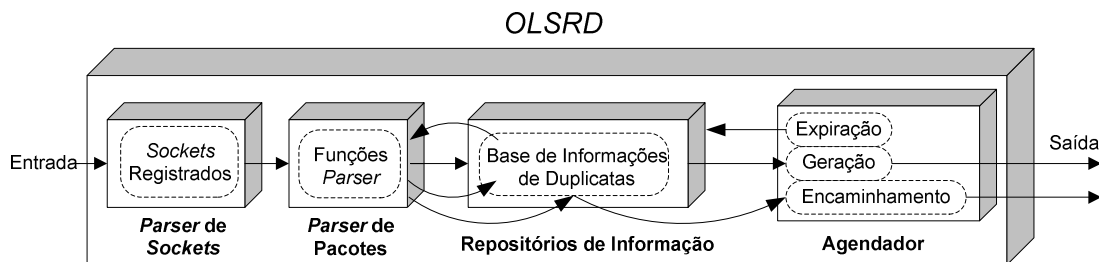 OLSRD
Entrada
Sockets
Registrados
Parser de
Sockets
Funções
Parser
Parser de
Pacotes
Base de Informações
de Duplicatas
Repositórios de Informação
Expiração
Geração
Encaminhamento
Agendador
Saída